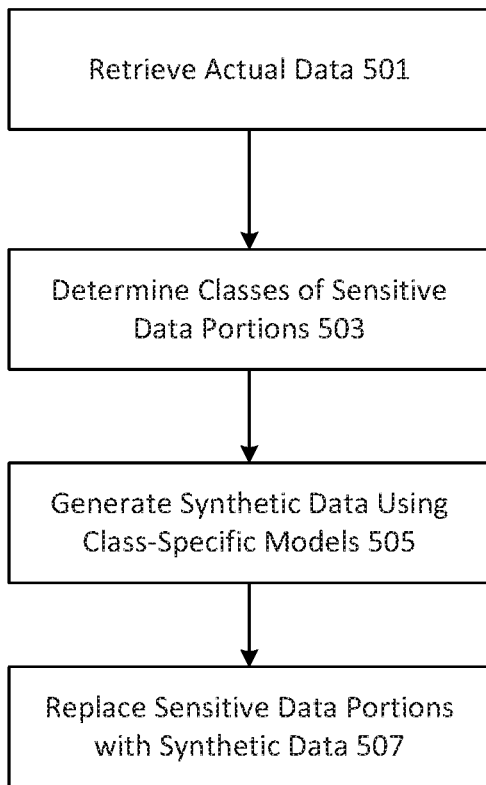 Retrieve Actual Data 501
Determine Classes of Sensitive
Data Portions 503
Generate Synthetic Data Using
Class-Specific Models 505
Replace Sensitive Data Portions
with Synthetic Data 507